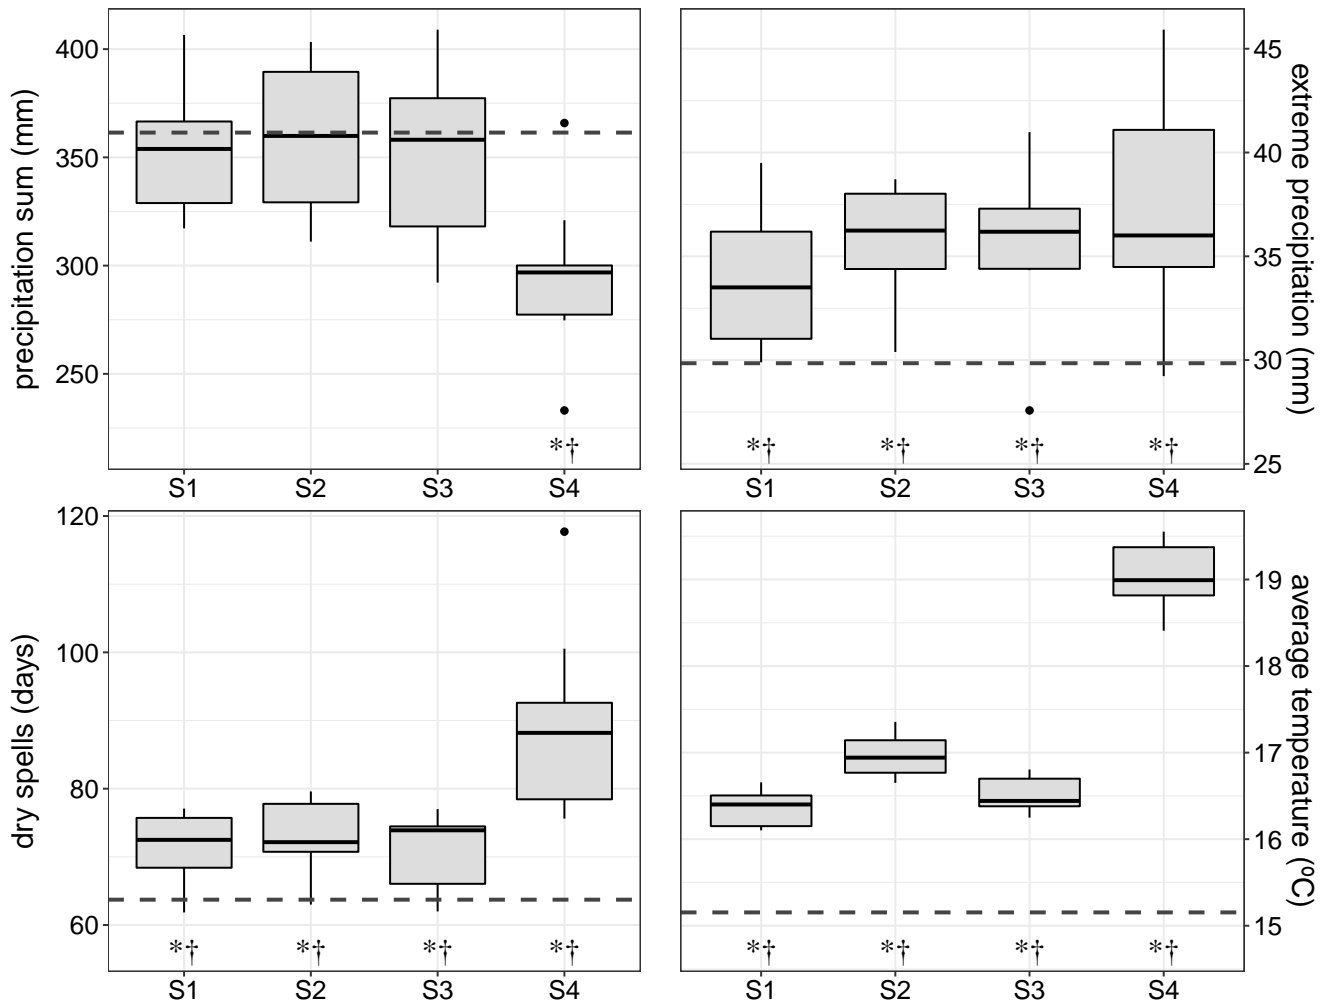 precipitation sum (mm)
400
350
300
250
*†
S1 S2 S3 S4
extreme precipitation (mm)
45
40
35
30
25
*† *† *† *†
S1 S2 S3 S4
dry spells (days)
120
100
80
60
*† *† *† *†
S1 S2 S3 S4
average temperature (ºC)
19
18
17
16
15
*† *† *† *†
S1 S2 S3 S4